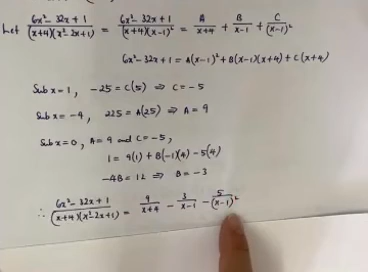 Let (6x² - 32x + 1)/((x+4)(x² - 2x+1)) = (6x² - 32x + 1)/((x+4)(x-1)²) = A/(x+4) + B/(x-1) + C/(x-1)²
6x² - 32x + 1 = A(x-1)² + B(x-1)(x+4) + C(x+4)
Sub x = 1, -25 = C(5) ⇒ C = -5
Sub x = -4, 225 = A(25) ⇒ A = 9
Sub x = 0, A = 9 and C = -5,
1 = 9(1) + B(-1)(4) - 5(4)
-4B = 12 ⇒ B = -3
∴ (6x² - 32x + 1)/((x+4)(x² - 2x+1)) = 9/(x+4) - 3/(x-1) - 5/(x-1)²